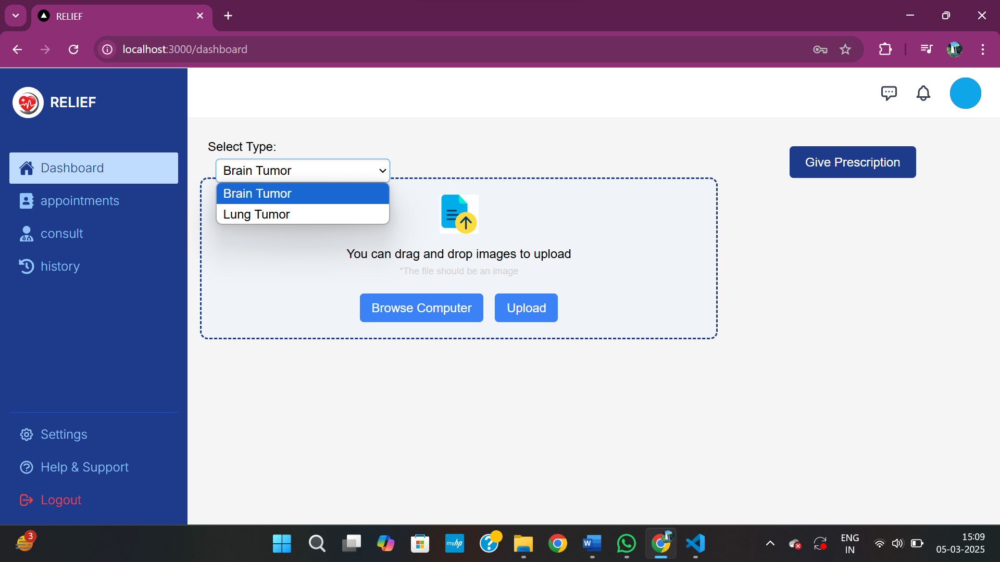 RELIEF
localhost:3000/dashboard
RELIEF
Dashboard
appointments
consult
history
Settings
Help & Support
Logout
Select Type:
Brain Tumor
Brain Tumor
Lung Tumor
You can drag and drop images to upload
*The file should be an image
Browse Computer
Upload
Give Prescription
3
myhp
W
ENG
IN
15:09
05-03-2025